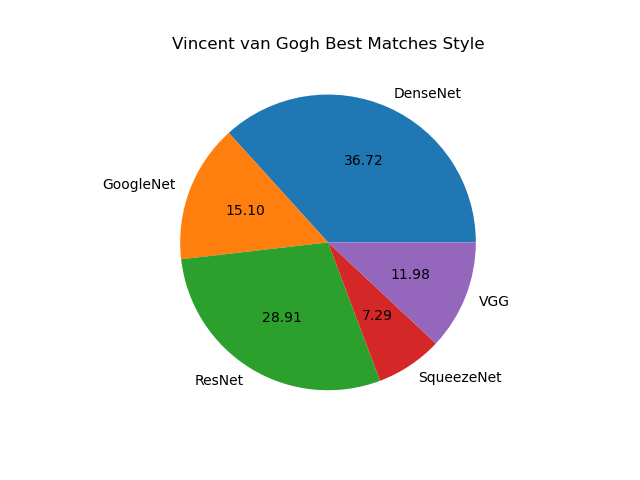 Vincent van Gogh Best Matches Style
DenseNet
36.72
GoogleNet
15.10
28.91
ResNet
11.98
VGG
7.29
SqueezeNet